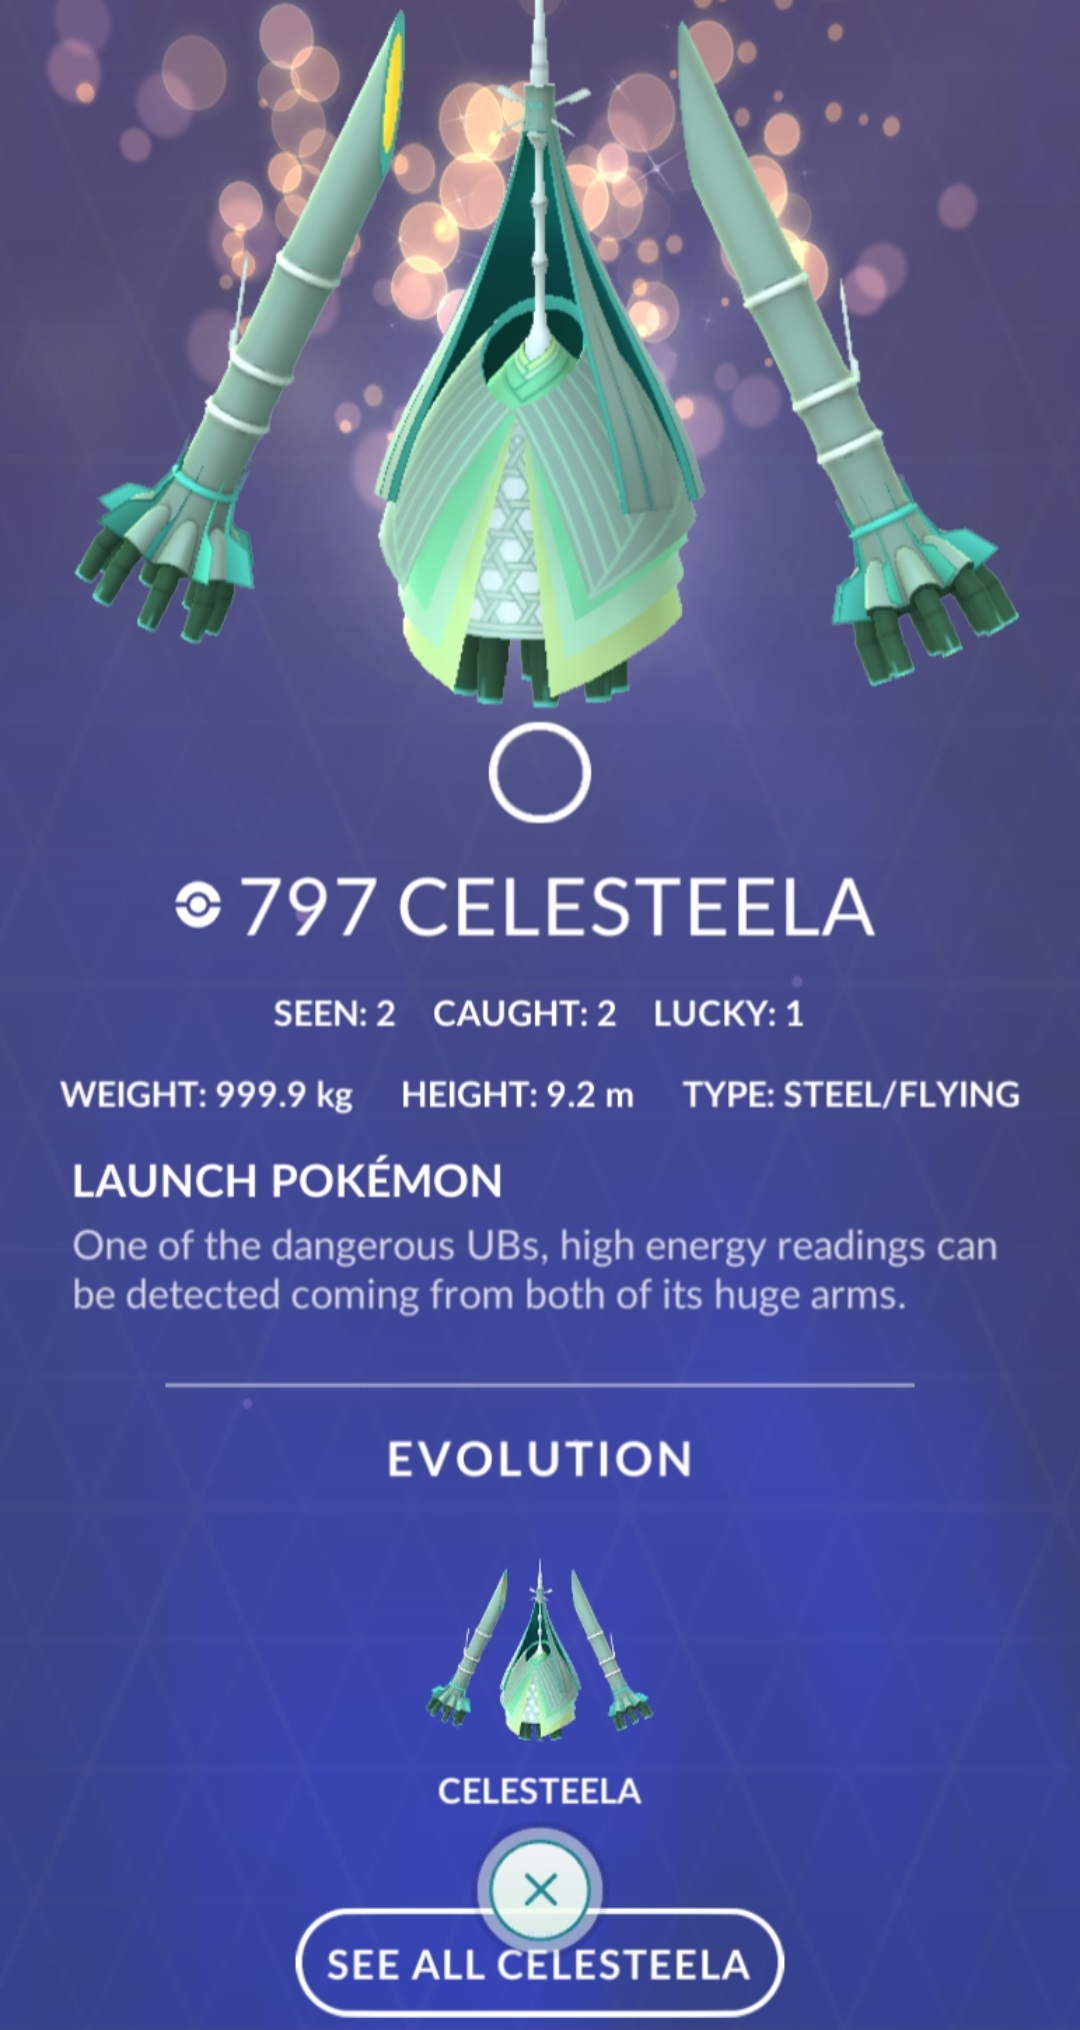 797 CELESTEELA
SEEN: 2 CAUGHT: 2 LUCKY: 1
WEIGHT: 999.9 kg HEIGHT: 9.2 m TYPE: STEEL/FLYING
LAUNCH POKÉMON
One of the dangerous UBs, high energy readings can
be detected coming from both of its huge arms.
EVOLUTION
CELESTEELA
SEE ALL CELESTEELA